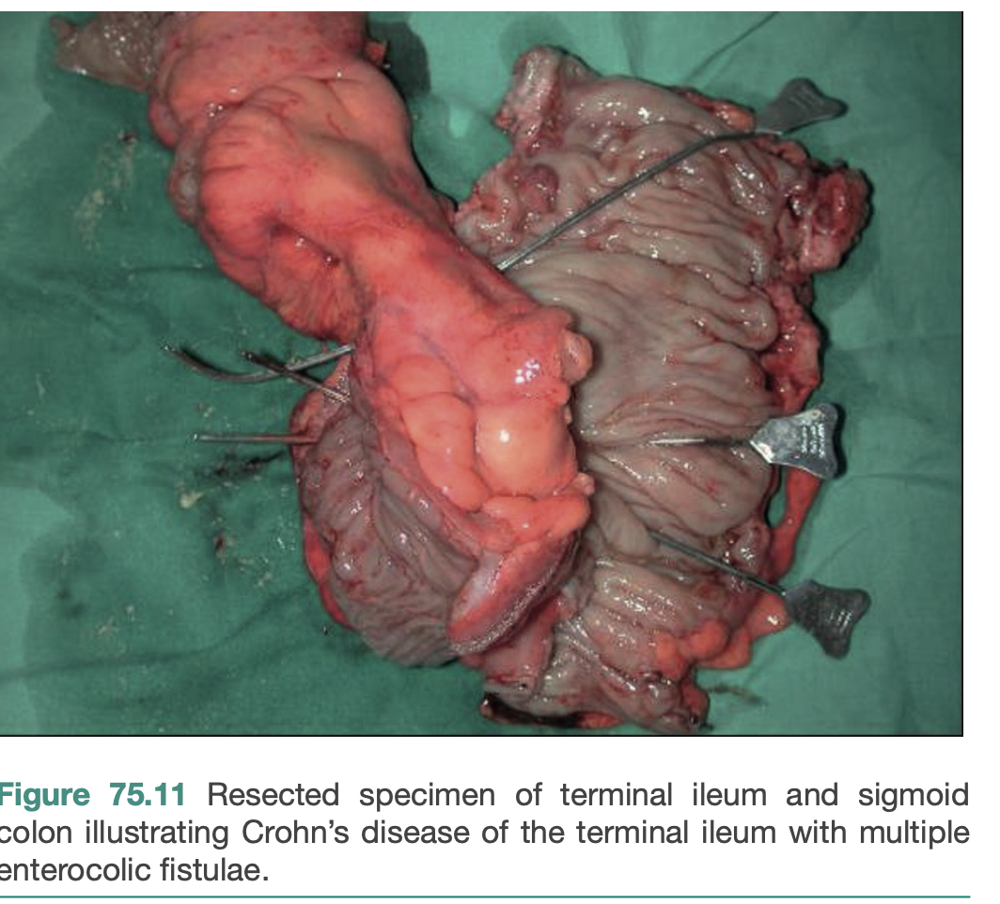 Figure 75.11 Resected specimen of terminal ileum and sigmoid
colon illustrating Crohn's disease of the terminal ileum with multiple
enterocolic fistulae.